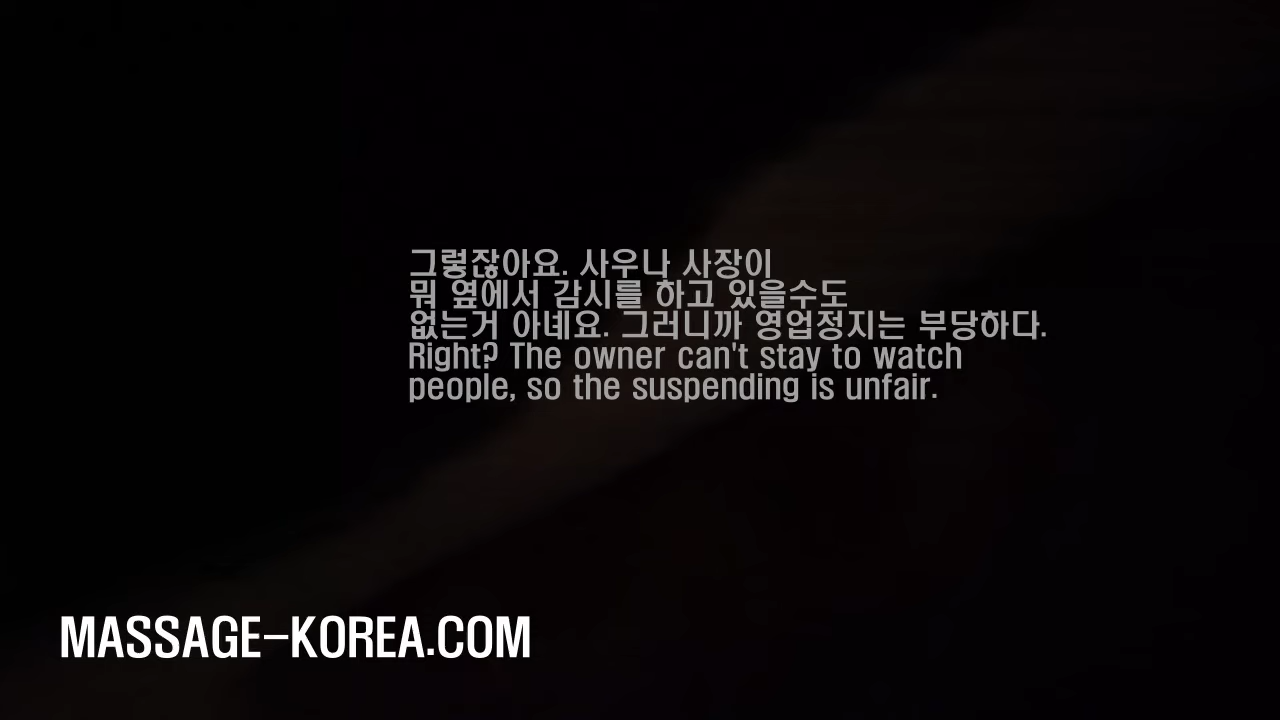 그렇잖아요. 사우나 사장이
뭐 옆에서 감시를 하고 있을수도
없는거 아녜요. 그러니까 영업정지는 부당하다.
Right? The owner can't stay to watch
people, so the suspending is unfair.
MASSAGE-KOREA.COM